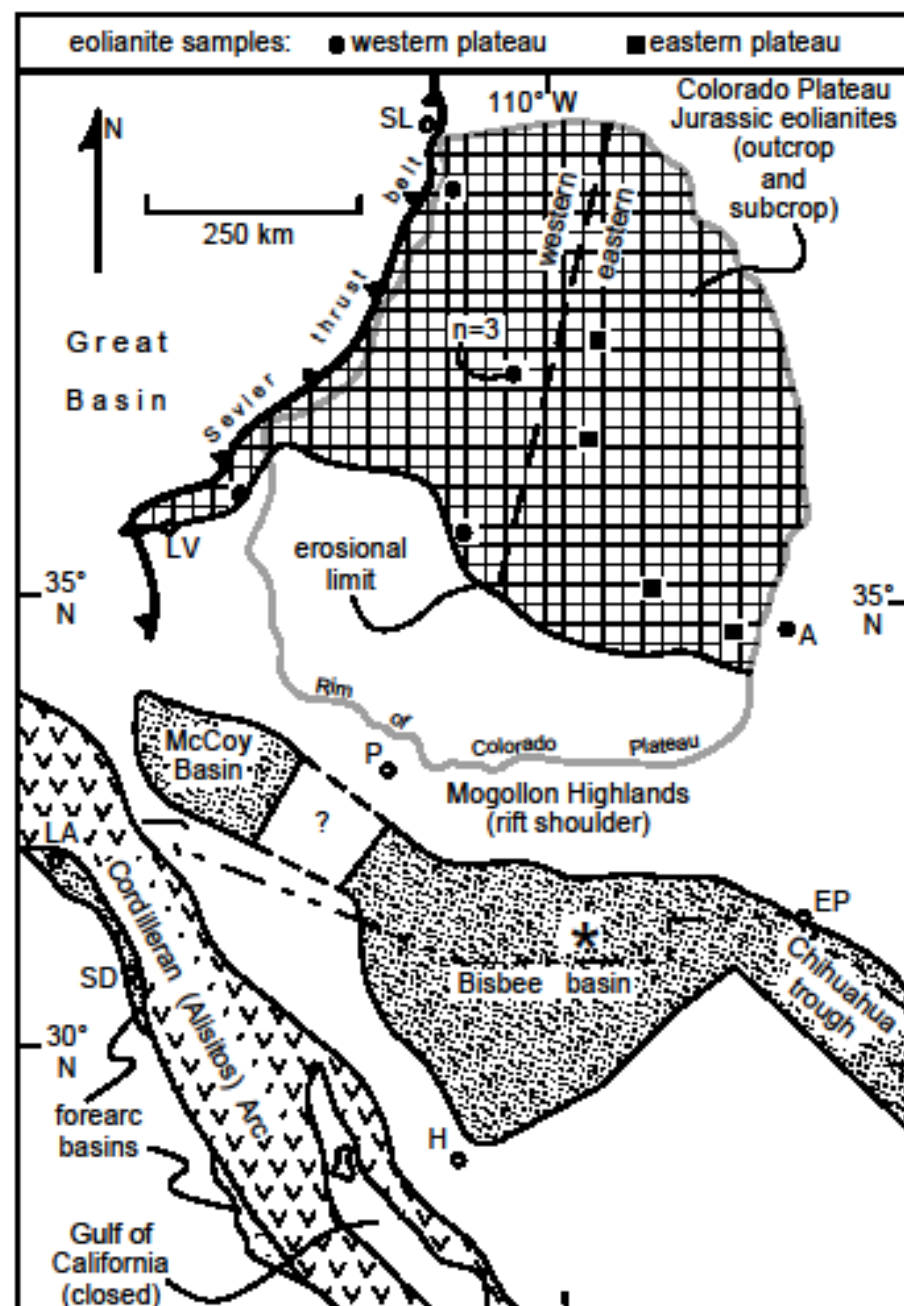 eolianite samples: western plateau eastern plateau
110° W
Colorado Plateau
Jurassic eolianites
(outcrop
and
subcrop)
SL
N
250 km
belt
thrust
Sevier
western
eastern
n=3
Great
Basin
LV
erosional
limit
35°
N
35°
N
A
Rim or Colorado Plateau
McCoy
Basin
P
Mogollon Highlands
(rift shoulder)
?
LA
Cordilleran (Alisitos) Arc
EP
*
SD
Bisbee basin
Chihuahua
trough
30°
N
forearc
basins
H
Gulf of
California
(closed)